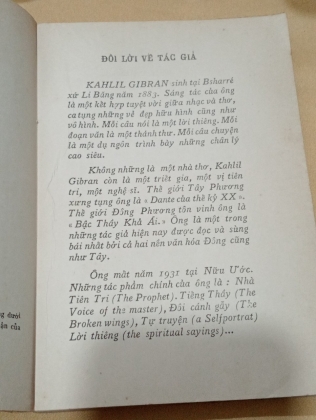 ĐÔI LỜI VỀ TÁC GIẢ
KAHLIL GIBRAN sinh tại Bsharré
xứ Li Băng năm 1883. Sáng tác của ông
là một kết hợp tuyệt vời giữa nhạc và thơ,
ca tụng những vẻ đẹp hữu hình cũng như
vô hình. Mỗi câu nói là một lời thiêng. Mỗi
đoạn văn là một thánh thư. Mỗi câu chuyện
là một dụ ngôn trình bày những chân lý
cao siêu.
Không những là một nhà thơ, Kahlil
Gibran còn là một triết gia, một vị tiên
tri, một nghệ sĩ. Thế giới Tây Phương
xưng tụng ông là « Dante của thế kỷ XX ».
Thế giới Đông Phương tôn vinh ông là
« Bậc Thầy Khả Ái ». Ông là một trong
những tác giả hiện nay được đọc và sùng
bái nhất bởi cả hai nền văn hóa Đông cũng
như Tây.
Ông mất năm 1931 tại Nữu Ước.
Những tác phẩm chính của ông là : Nhà
Tiên Tri (The Prophet). Tiếng Thầy (The
Voice of the master), Đôi cánh gẫy (The
Broken wings), Tự truyện (a Selfportrat)
Lời thiêng (the spiritual sayings)...
dưới
của